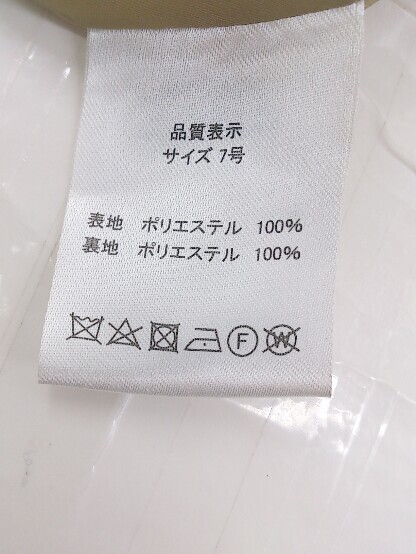 品質表示
サイズ 7号
表地 ポリエステル 100%
裏地 ポリエステル 100%
F W